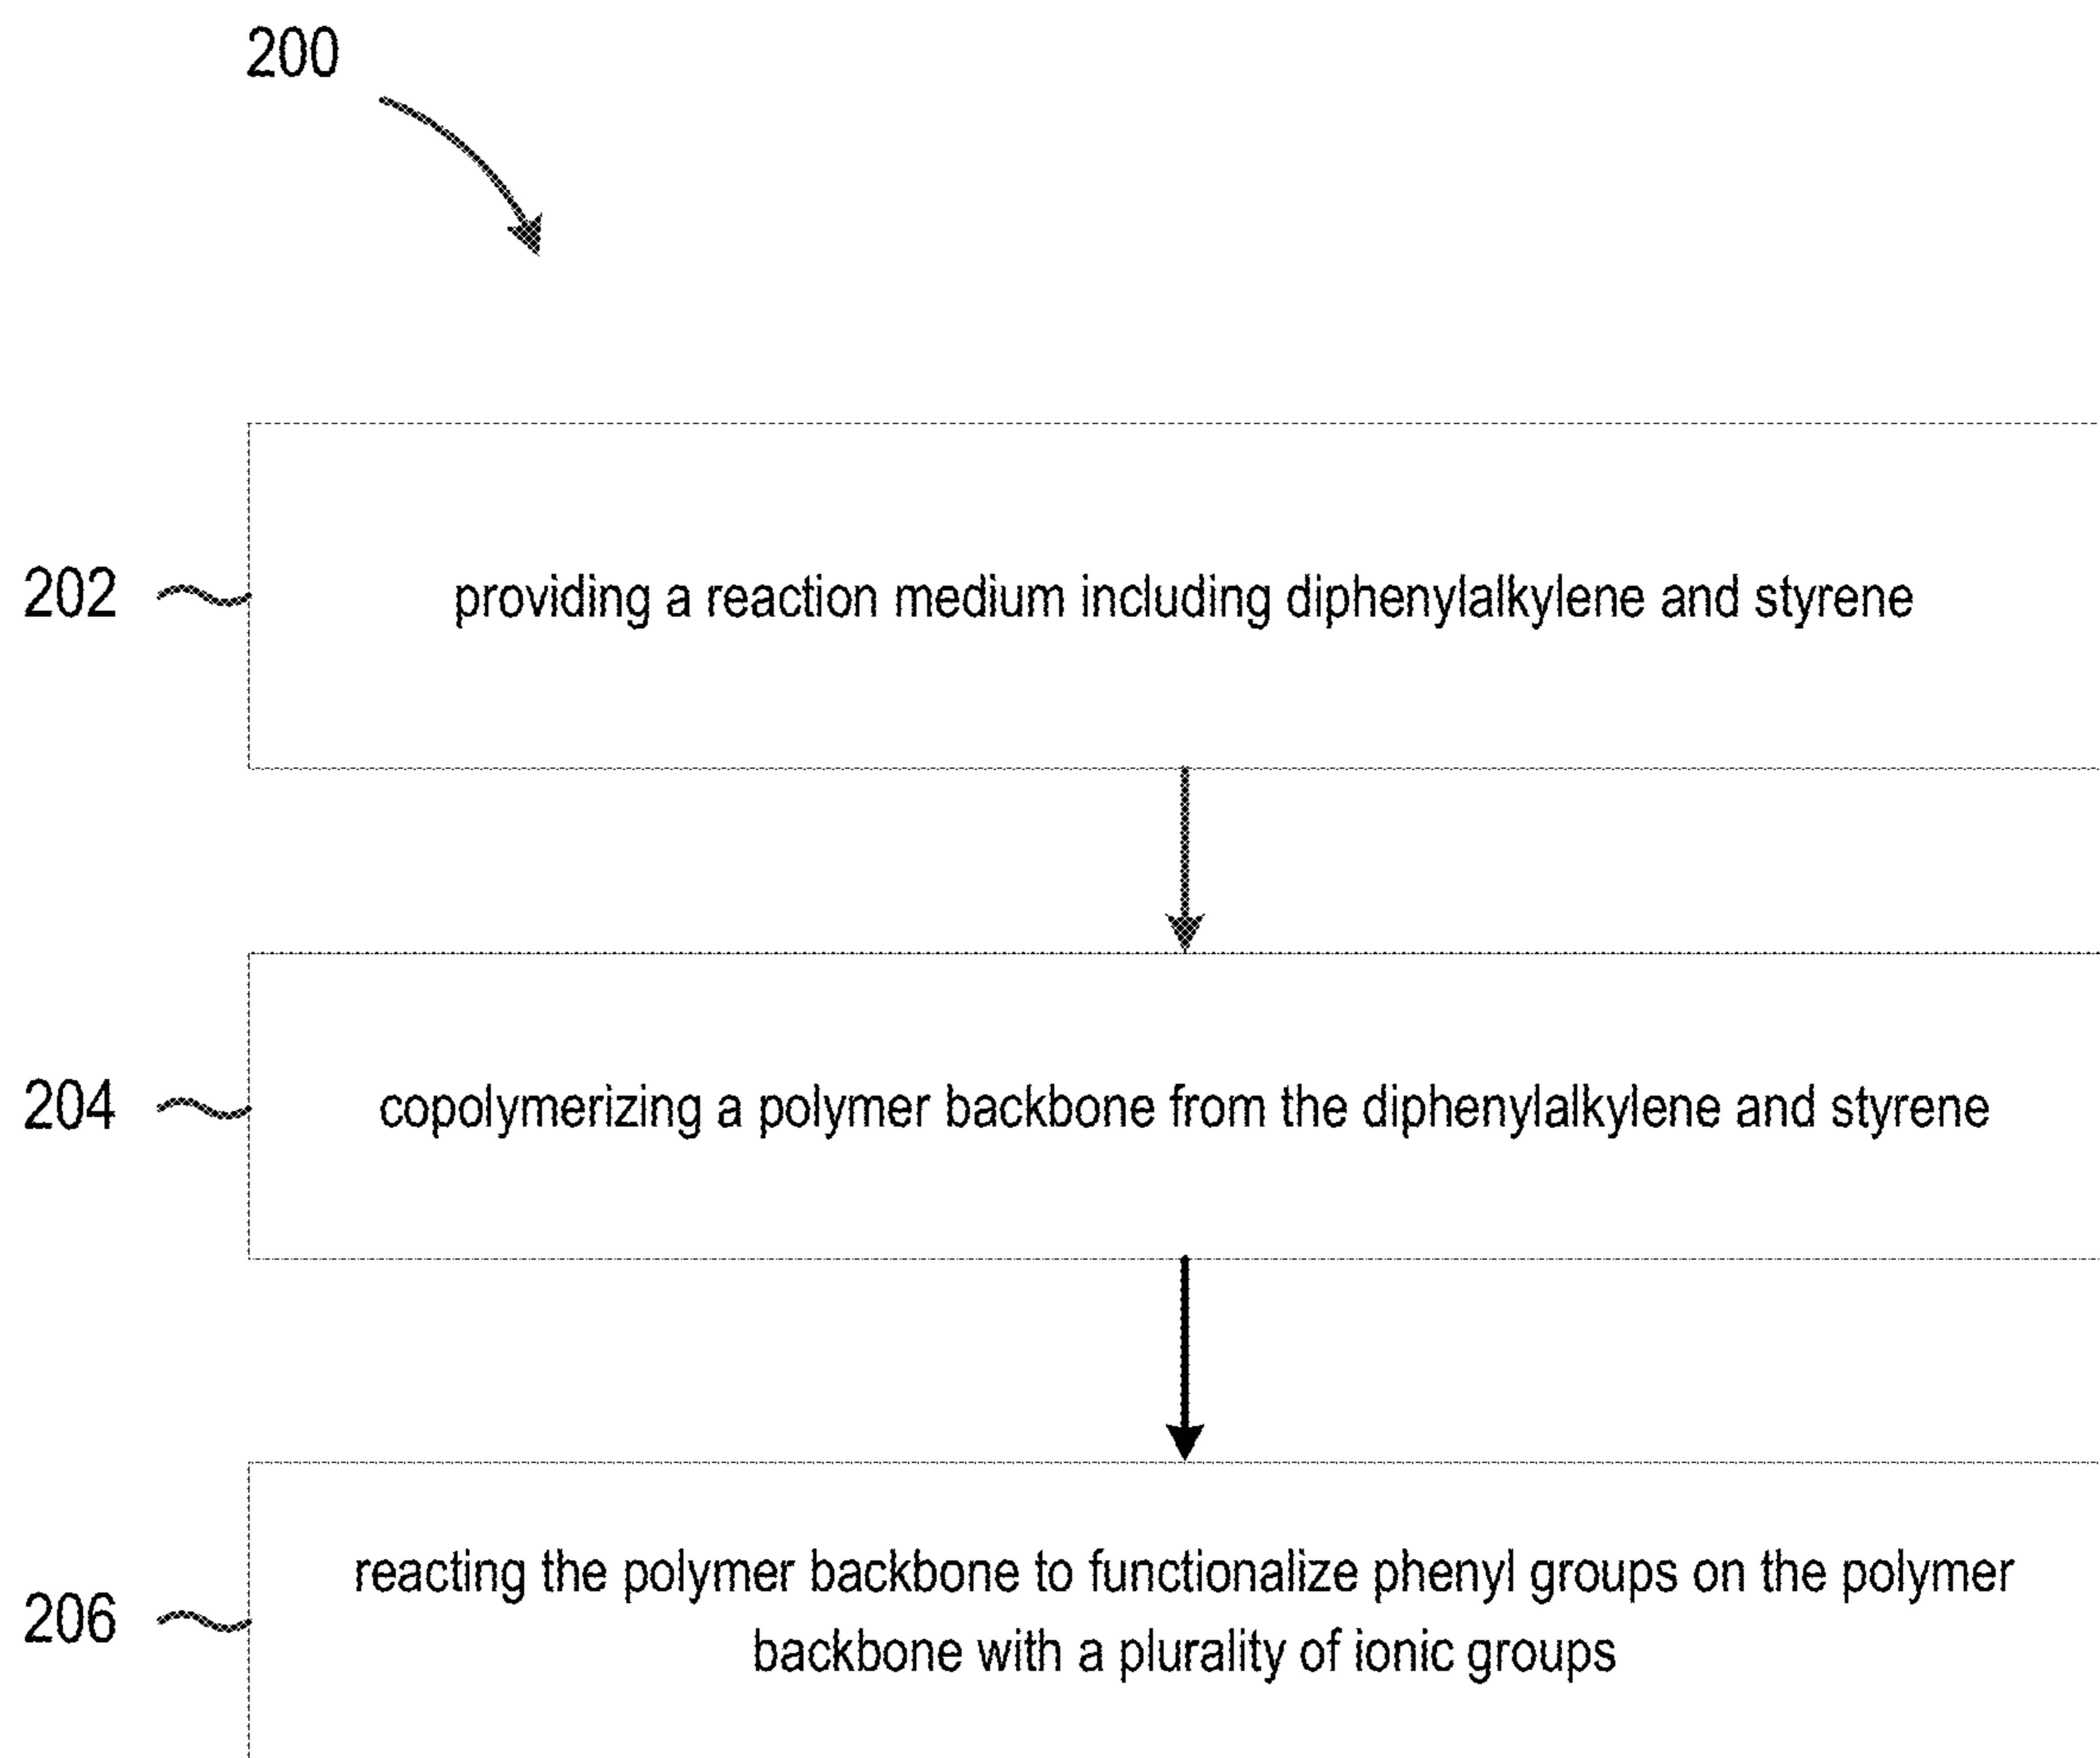 200
202
providing a reaction medium including diphenylalkylene and styrene
204
copolymerizing a polymer backbone from the diphenylalkylene and styrene
206
reacting the polymer backbone to functionalize phenyl groups on the polymer
backbone with a plurality of ionic groups